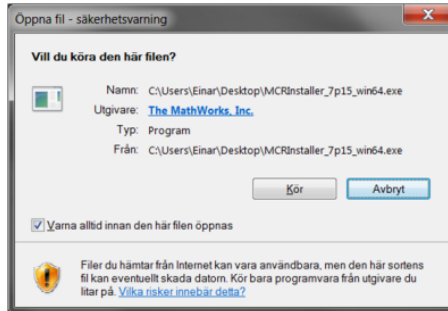 Öppna fil - säkerhetsvarning
Vill du köra den här filen?
Namn: C:\Users\Einar\Desktop\MCRInstaller_7p15_win64.exe
Utgivare: The MathWorks, Inc.
Typ: Program
Från: C:\Users\Einar\Desktop\MCRInstaller_7p15_win64.exe
Kör Avbryt
Varna alltid innan den här filen öppnas
Filer du hämtar från Internet kan vara användbara, men den här sortens
fil kan eventuellt skada datorn. Kör bara programvara från utgivare du
litar på. Vilka risker innebär detta?